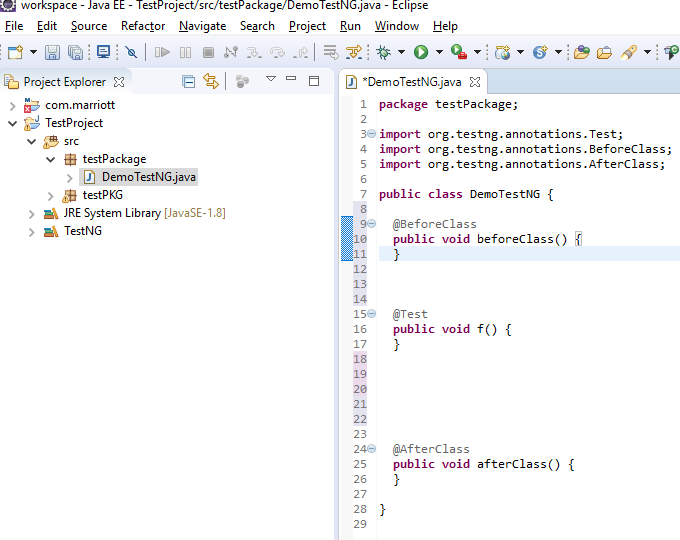 workspace - Java EE - TestProject/src/testPackage/DemoTestNG.java - Eclipse
File Edit Source Refactor Navigate Search Project Run Window Help
Project Explorer
com.marriott
TestProject
src
testPackage
DemoTestNG.java
testPKG
JRE System Library [JavaSE-1.8]
TestNG
*DemoTestNG.java
1 package testPackage;
2
3 import org.testng.annotations.Test;
4 import org.testng.annotations.BeforeClass;
5 import org.testng.annotations.AfterClass;
6
7 public class DemoTestNG {
8
9 @BeforeClass
10 public void beforeClass() {
11 }
12
13
14
15 @Test
16 public void f() {
17 }
18
19
20
21
22
23
24 @AfterClass
25 public void afterClass() {
26 }
27
28 }
29